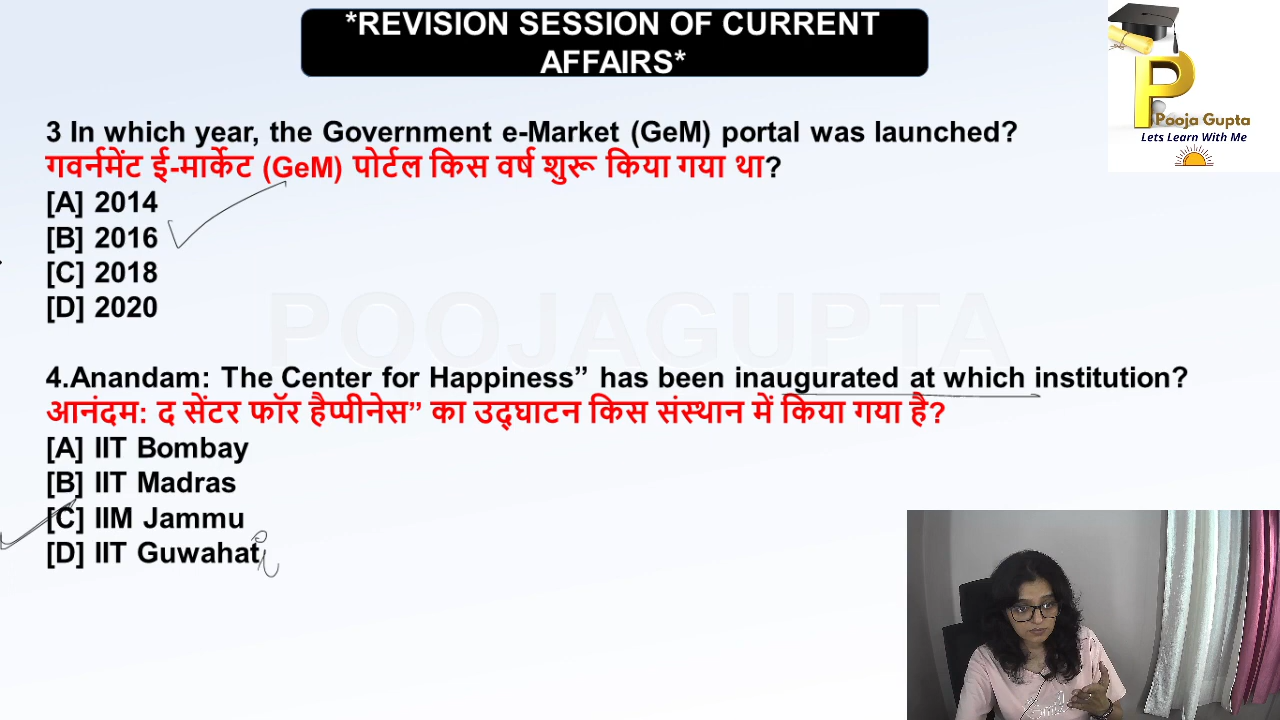 *REVISION SESSION OF CURRENT
AFFAIRS*
Pooja Gupta
Lets Learn With Me
3 In which year, the Government e-Market (GeM) portal was launched?
गवर्नमेंट ई-मार्केट (GeM) पोर्टल किस वर्ष शुरू किया गया था?
[A] 2014
[B] 2016
[C] 2018
[D] 2020
POOJAGUPTA
4.Anandam: The Center for Happiness” has been inaugurated at which institution?
आनंदम: द सेंटर फॉर हैप्पीनेस” का उद्घाटन किस संस्थान में किया गया है?
[A] IIT Bombay
[B] IIT Madras
[C] IIM Jammu
[D] IIT Guwahati